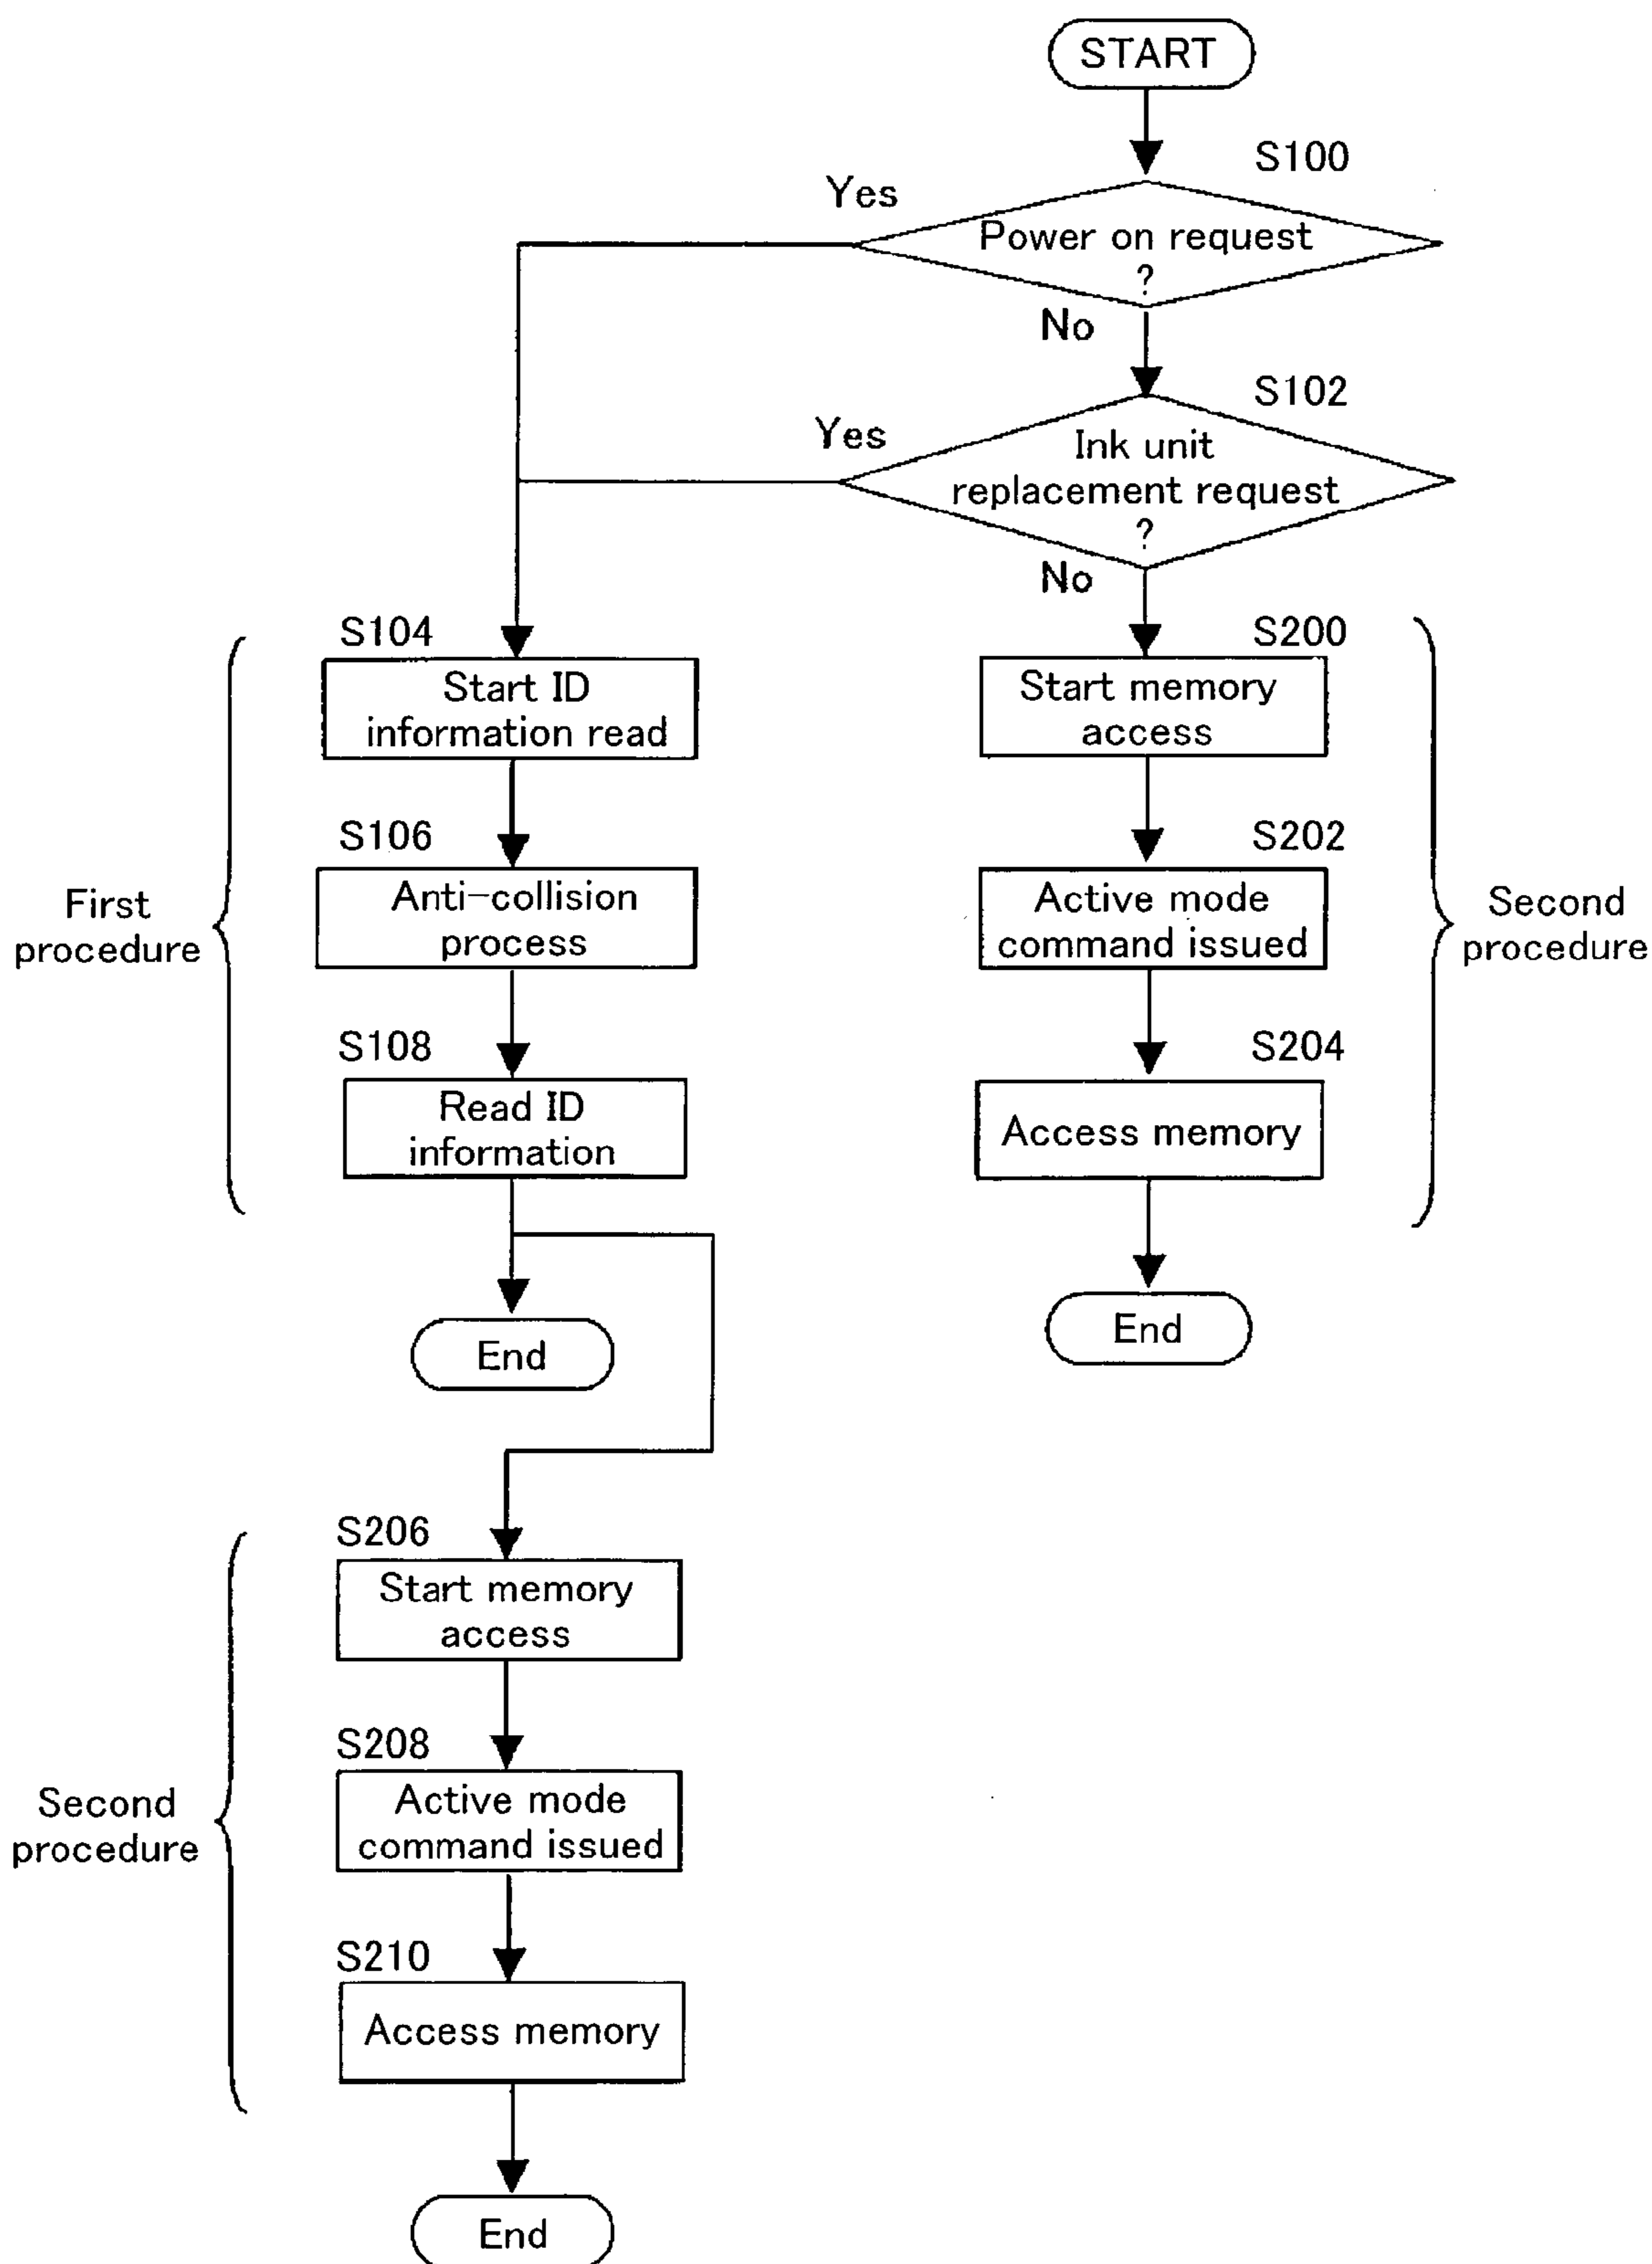 START
S100
Yes
Power on request
?
No
S102
Yes
Ink unit
replacement request
?
No
S104
Start ID
information read
S106
Anti-collision
process
S108
Read ID
information
First
procedure
End
S200
Start memory
access
S202
Active mode
command issued
S204
Access memory
Second
procedure
End
S206
Start memory
access
S208
Active mode
command issued
S210
Access memory
Second
procedure
End